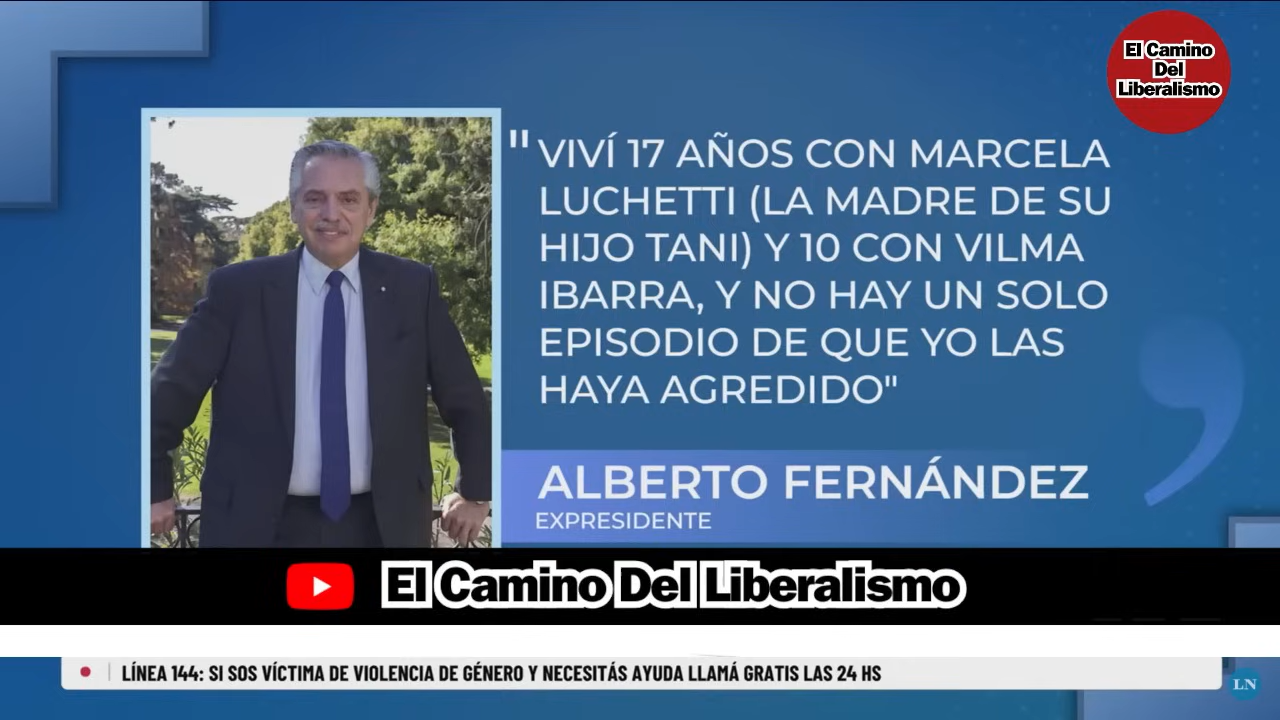 El Camino
Del
Liberalismo
"VIVÍ 17 AÑOS CON MARCELA
LUCHETTI (LA MADRE DE SU
HIJO TANI) Y 10 CON VILMA
IBARRA, Y NO HAY UN SOLO
EPISODIO DE QUE YO LAS
HAYA AGREDIDO"
ALBERTO FERNÁNDEZ
EXPRESIDENTE
El Camino Del Liberalismo
LÍNEA 144: SI SOS VÍCTIMA DE VIOLENCIA DE GÉNERO Y NECESITÁS AYUDA LLAMÁ GRATIS LAS 24 HS
LN